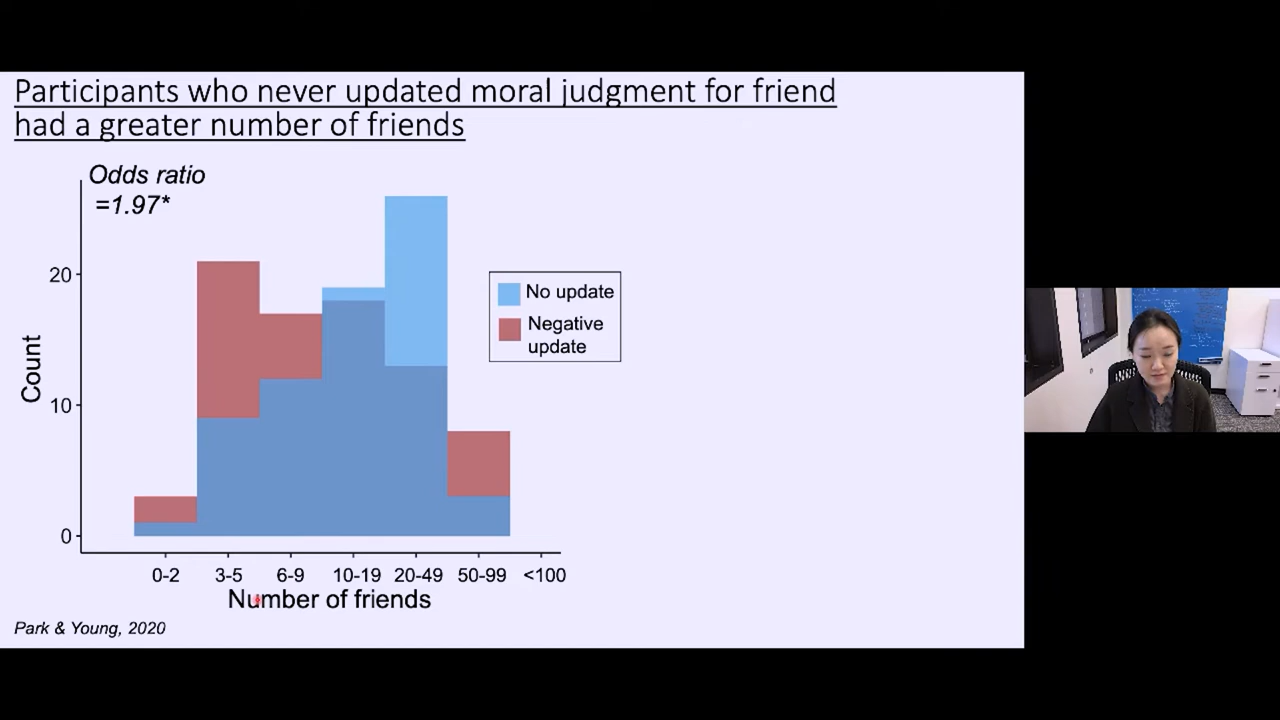 Participants who never updated moral judgment for friend
had a greater number of friends
Odds ratio
=1.97*
20
10
0
Count
No update
Negative
update
0-2 3-5 6-9 10-19 20-49 50-99 <100
Number of friends
Park & Young, 2020